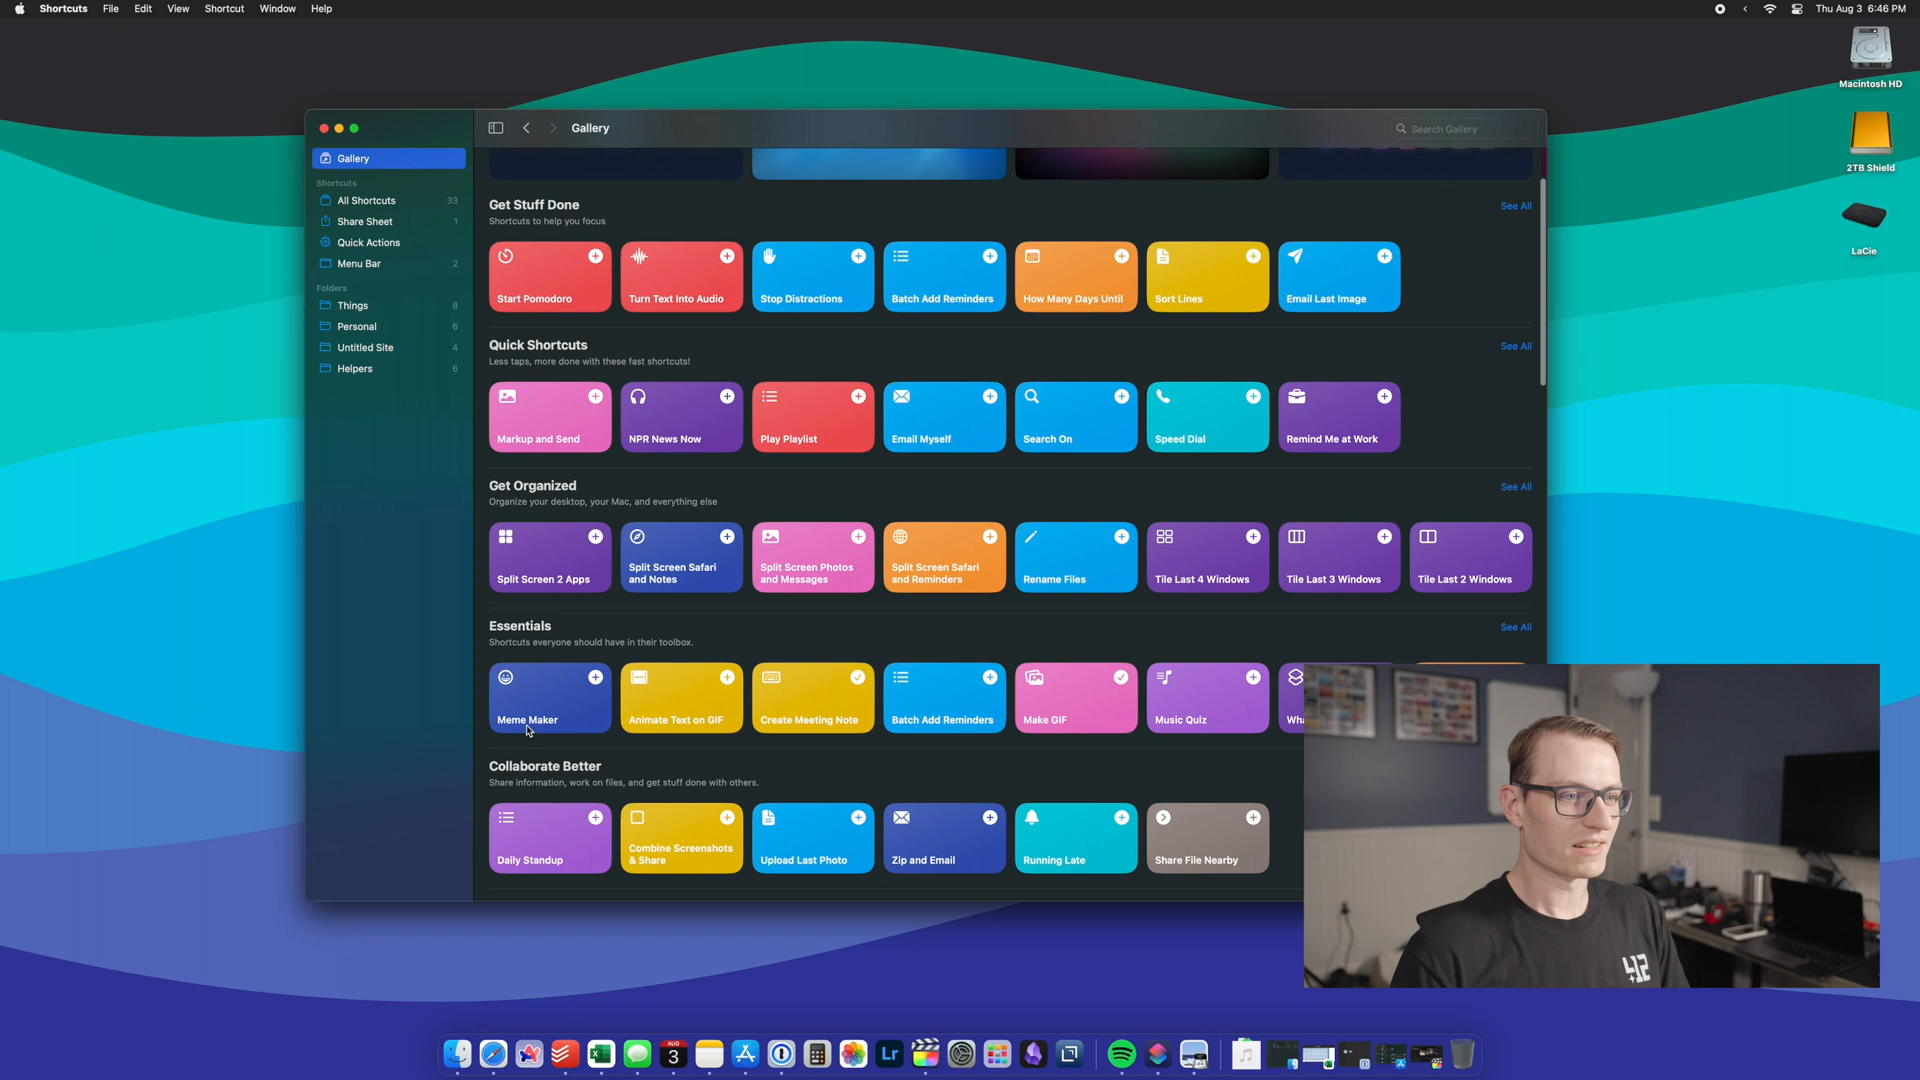 Shortcuts File Edit View Shortcut Window Help
Thu Aug 3 6:46 PM
Macintosh HD
2TB Shield
LaCie
Gallery
Search Gallery
Gallery
Shortcuts
All Shortcuts 33
Share Sheet 1
Quick Actions
Menu Bar 2
Folders
Things 8
Personal 6
Untitled Site 4
Helpers 6
Get Stuff Done
See All
Shortcuts to help you focus
Start Pomodoro
Turn Text Into Audio
Stop Distractions
Batch Add Reminders
How Many Days Until
Sort Lines
Email Last Image
Quick Shortcuts
See All
Less taps, more done with these fast shortcuts!
Markup and Send
NPR News Now
Play Playlist
Email Myself
Search On
Speed Dial
Remind Me at Work
Get Organized
See All
Organize your desktop, your Mac, and everything else
Split Screen 2 Apps
Split Screen Safari
and Notes
Split Screen Photos
and Messages
Split Screen Safari
and Reminders
Rename Files
Tile Last 4 Windows
Tile Last 3 Windows
Tile Last 2 Windows
Essentials
See All
Shortcuts everyone should have in their toolbox.
Meme Maker
Animate Text on GIF
Create Meeting Note
Batch Add Reminders
Make GIF
Music Quiz
Collaborate Better
Share information, work on files, and get stuff done with others.
Daily Standup
Combine Screenshots
& Share
Upload Last Photo
Zip and Email
Running Late
Share File Nearby
412
AUG
3
Lr